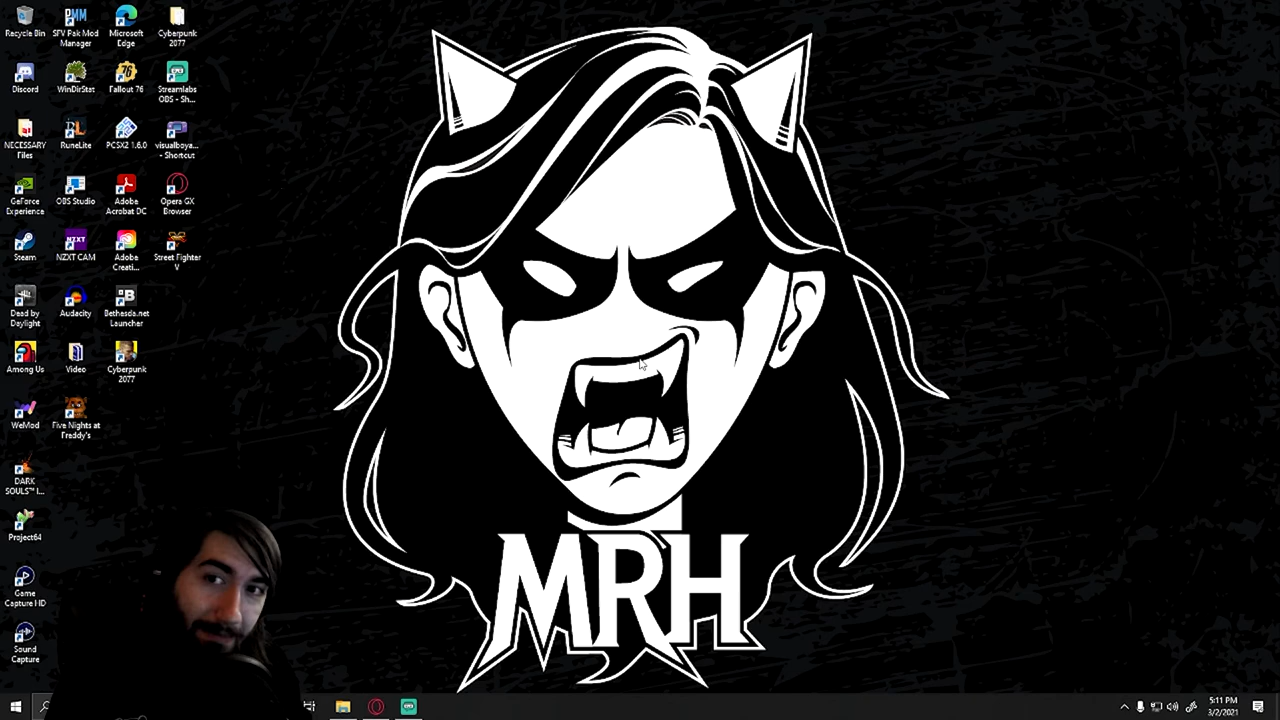 Recycle Bin
SFV Pak Mod
Manager
Microsoft
Edge
Cyberpunk
2077
Discord
WinDirStat
Fallout 76
Streamlabs
OBS - Sh...
NECESSARY
Files
RuneLite
PCSX2 1.6.0
visualboya...
- Shortcut
GeForce
Experience
OBS Studio
Adobe
Acrobat DC
Opera GX
Browser
Steam
NZXT CAM
Adobe
Creati...
Street Fighter
V
Dead by
Daylight
Audacity
Bethesda.net
Launcher
Among Us
Video
Cyberpunk
2077
WeMod
Five Nights at
Freddy's
DARK
SOULS™ I...
Project64
Game
Capture HD
Sound
Capture
MRH
5:11 PM
3/2/2021